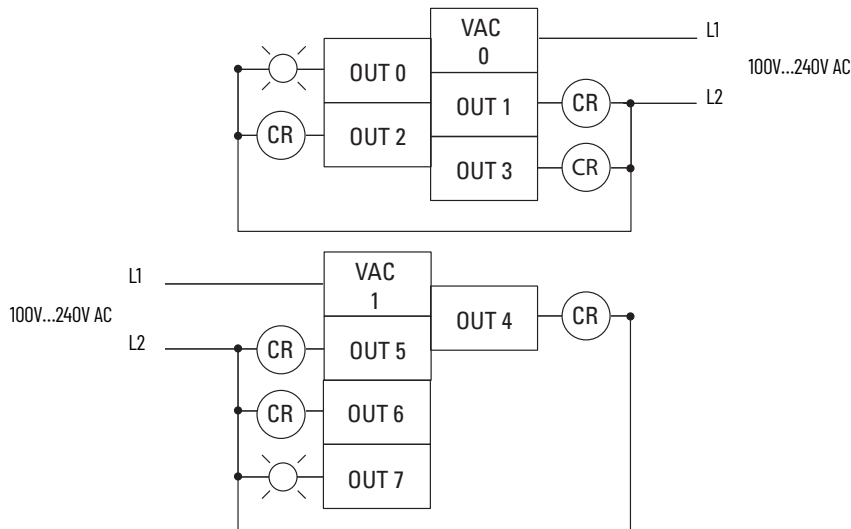 VAC
0
L1
100V...240V AC
OUT 0
OUT 1
CR
L2
CR
OUT 2
OUT 3
CR
L1
VAC
1
100V...240V AC
OUT 4
CR
L2
CR
OUT 5
CR
OUT 6
OUT 7